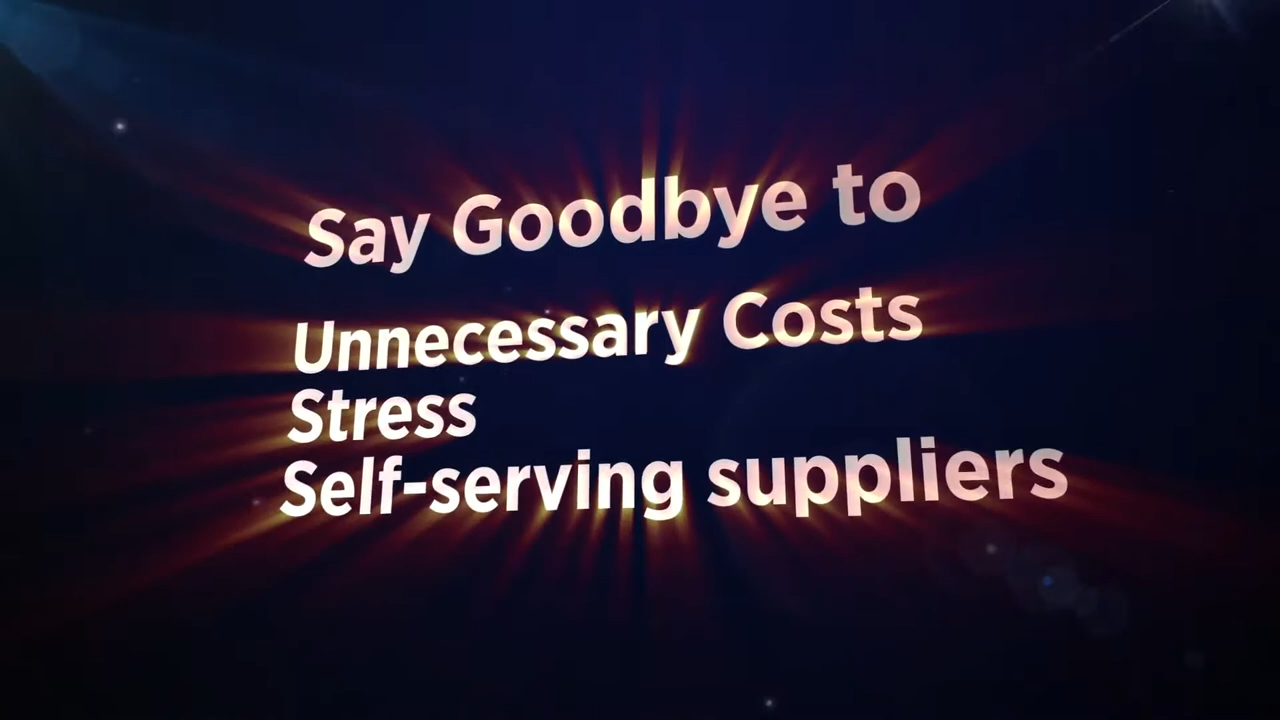 Say Goodbye to
Unnecessary Costs
Stress
Self-serving suppliers